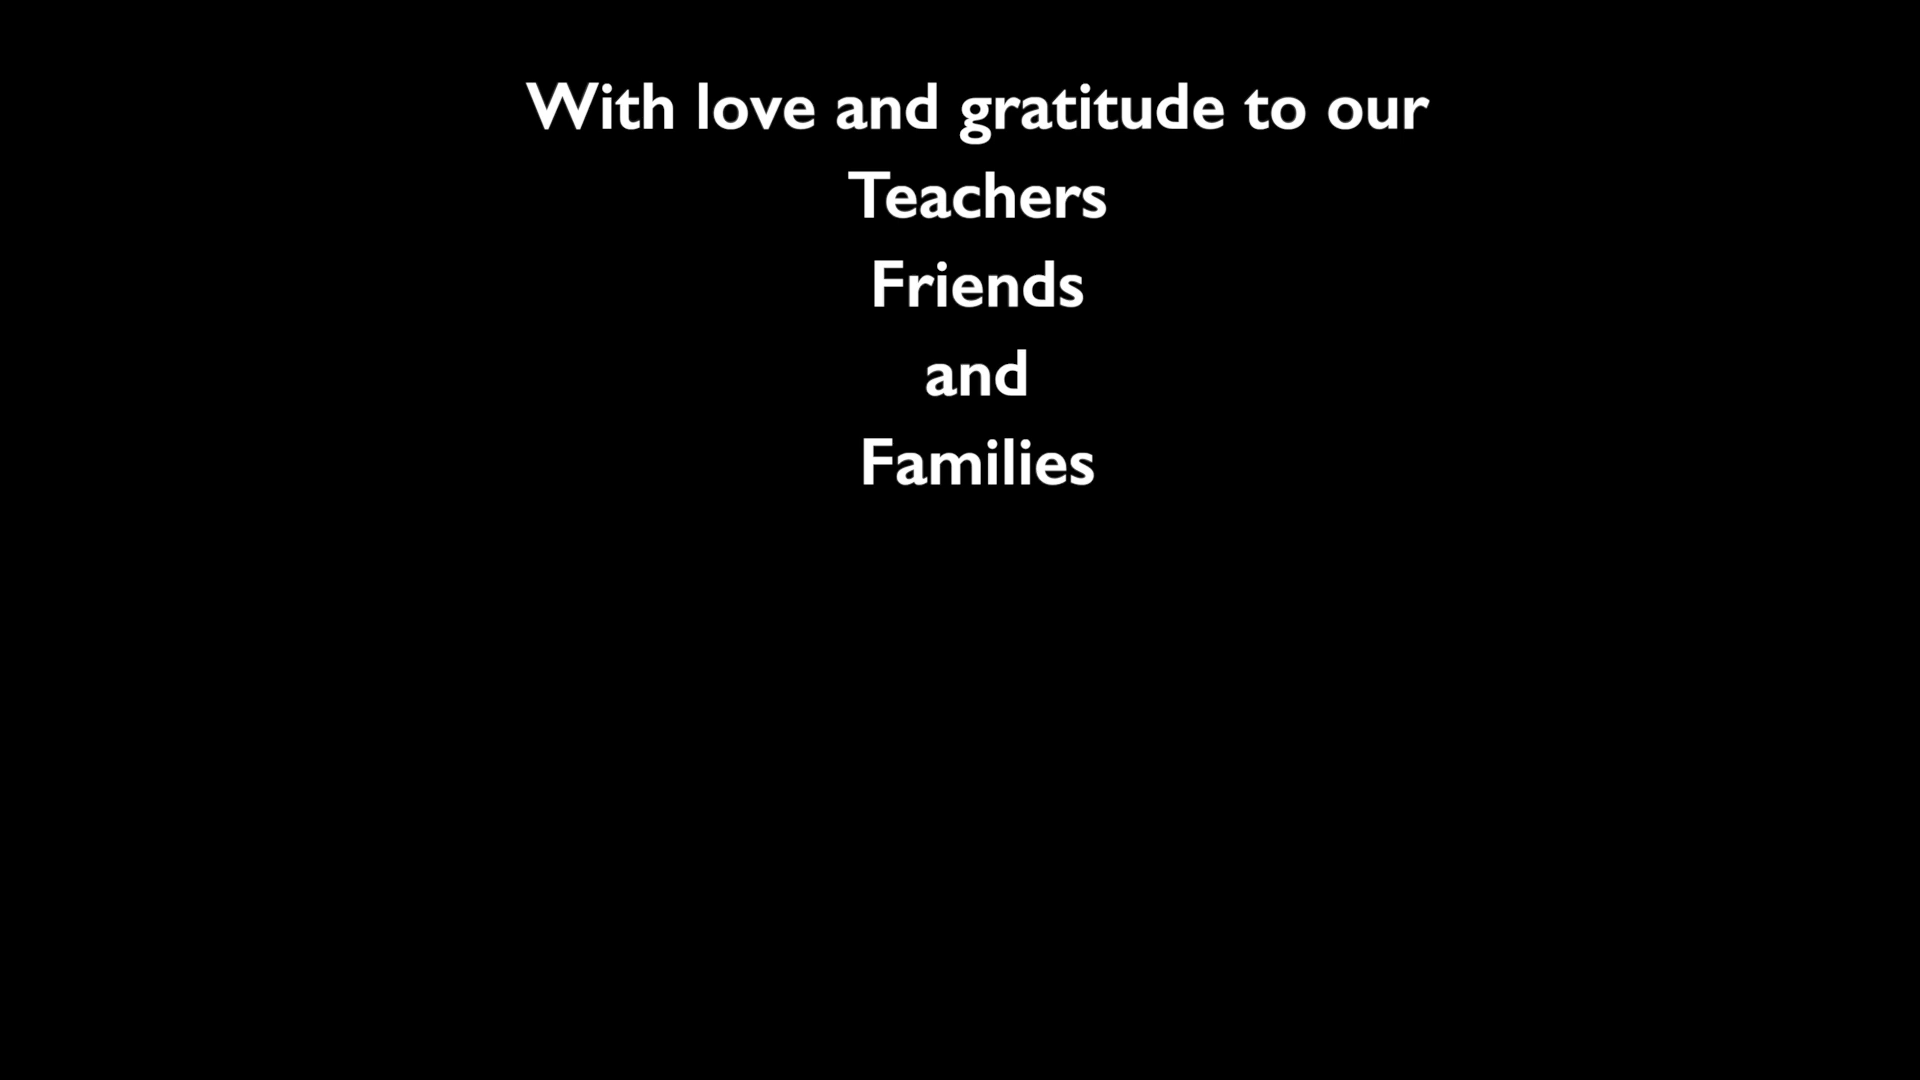 With love and gratitude to our
Teachers
Friends
and
Families